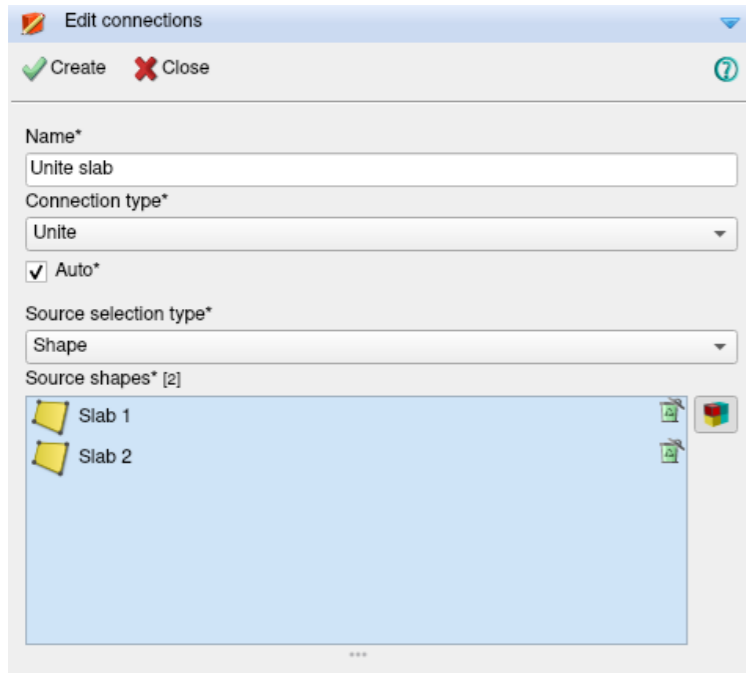 Edit connections
Create Close
Name*
Unite slab
Connection type*
Unite
Auto*
Source selection type*
Shape
Source shapes* [2]
Slab 1
Slab 2